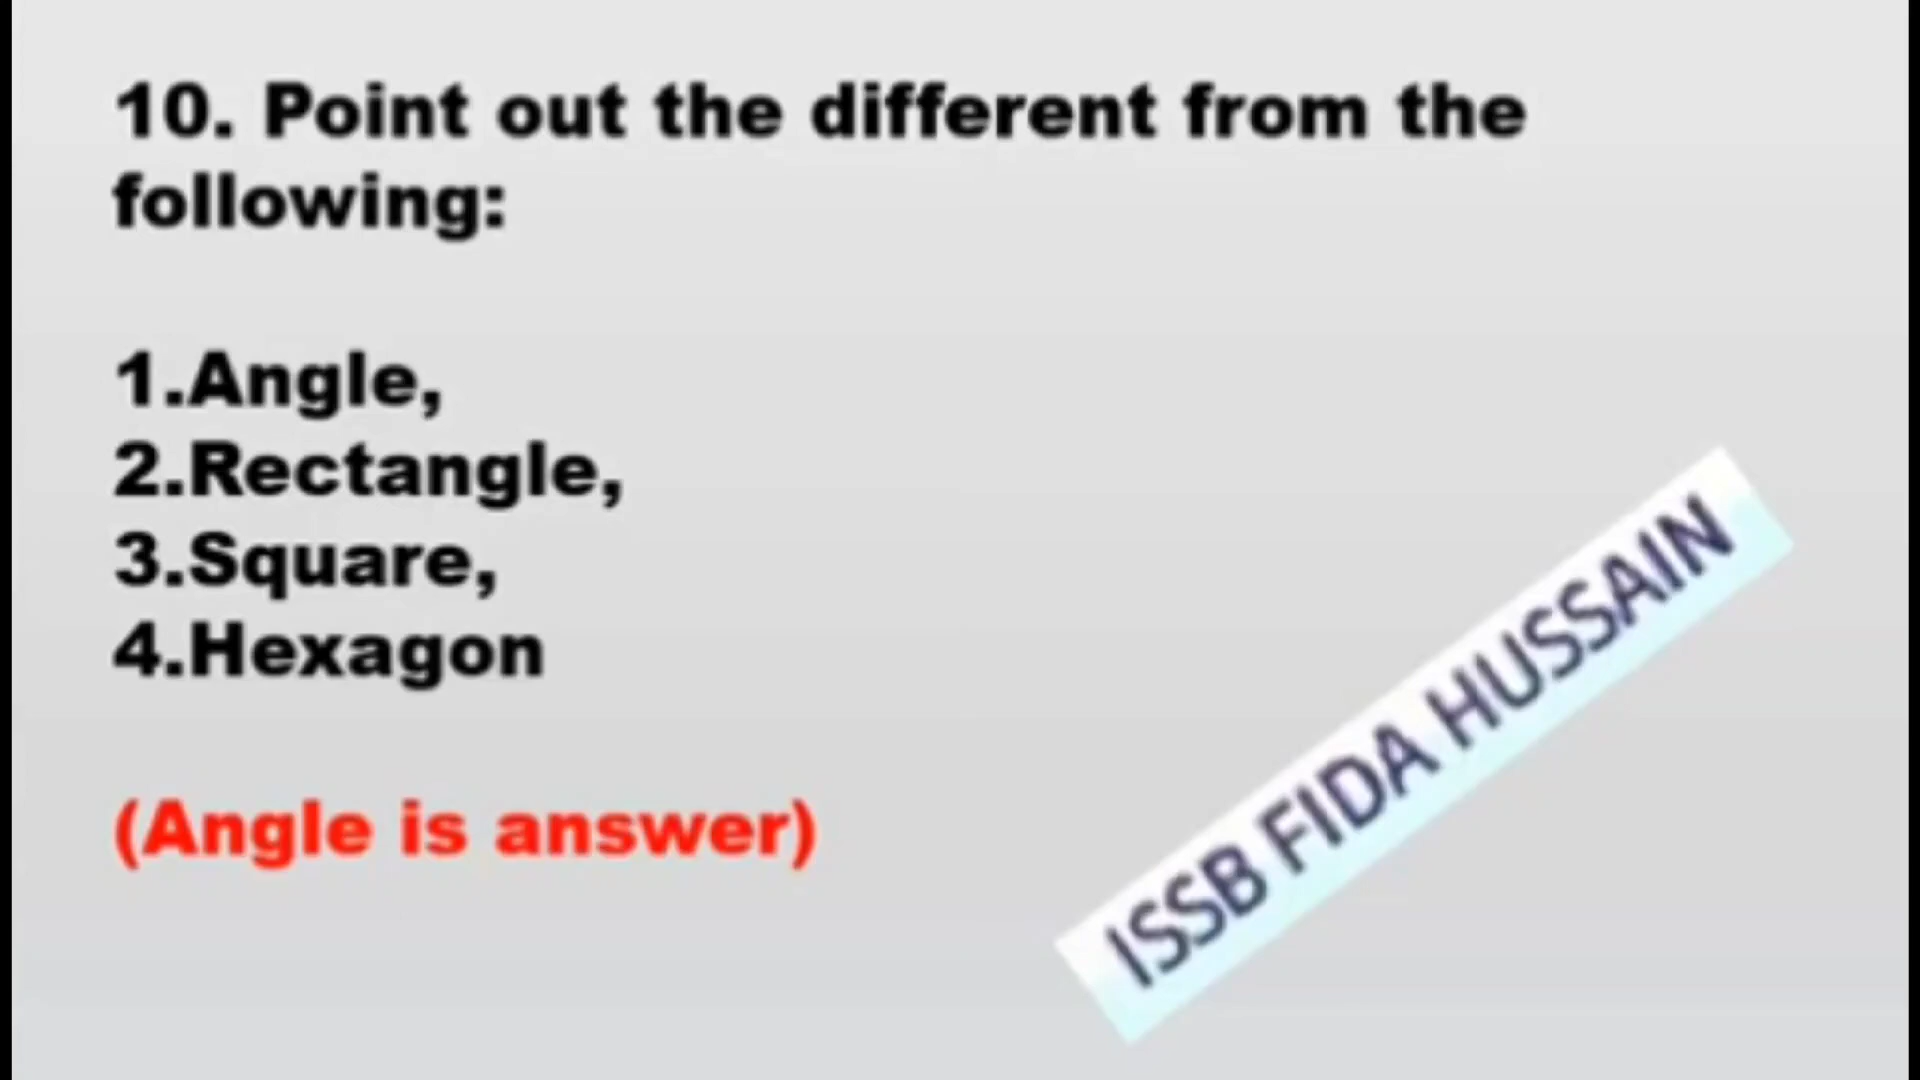 10. Point out the different from the
following:
1.Angle,
2.Rectangle,
3.Square,
4.Hexagon
(Angle is answer)
ISSB FIDA HUSSAIN